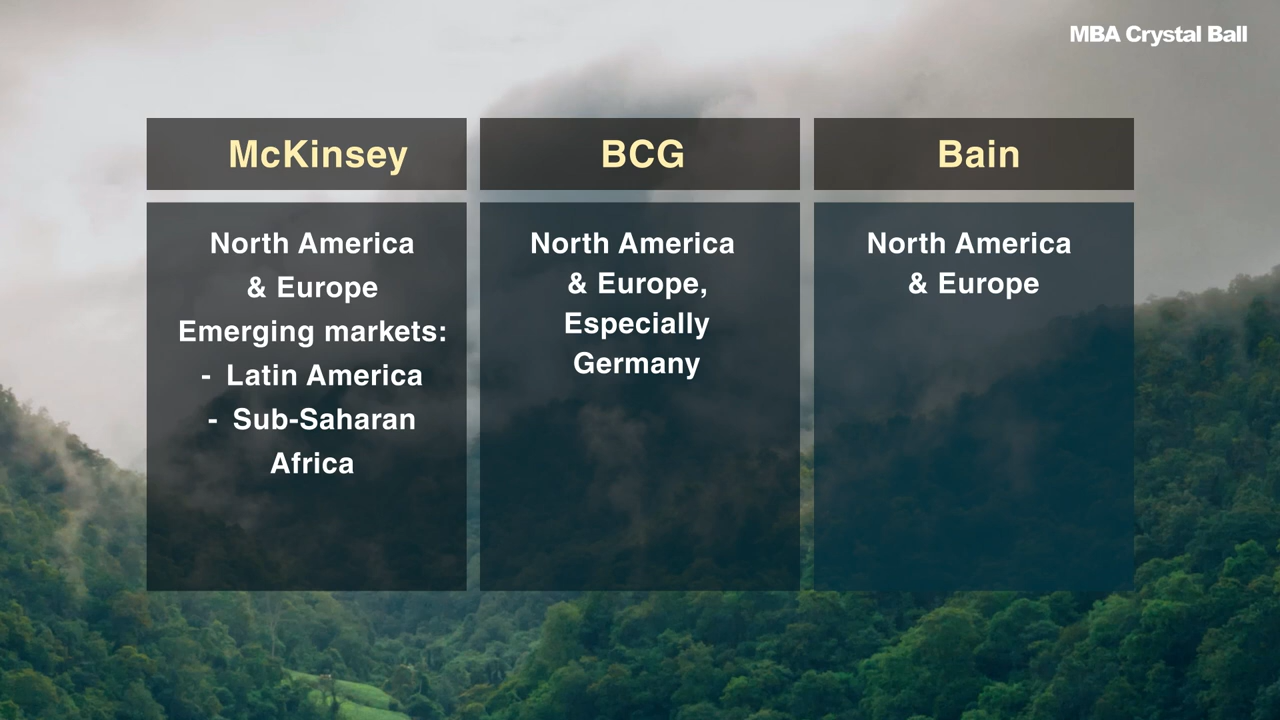 MBA Crystal Ball
McKinsey
North America
& Europe
Emerging markets:
- Latin America
- Sub-Saharan
Africa
BCG
North America
& Europe,
Especially
Germany
Bain
North America
& Europe